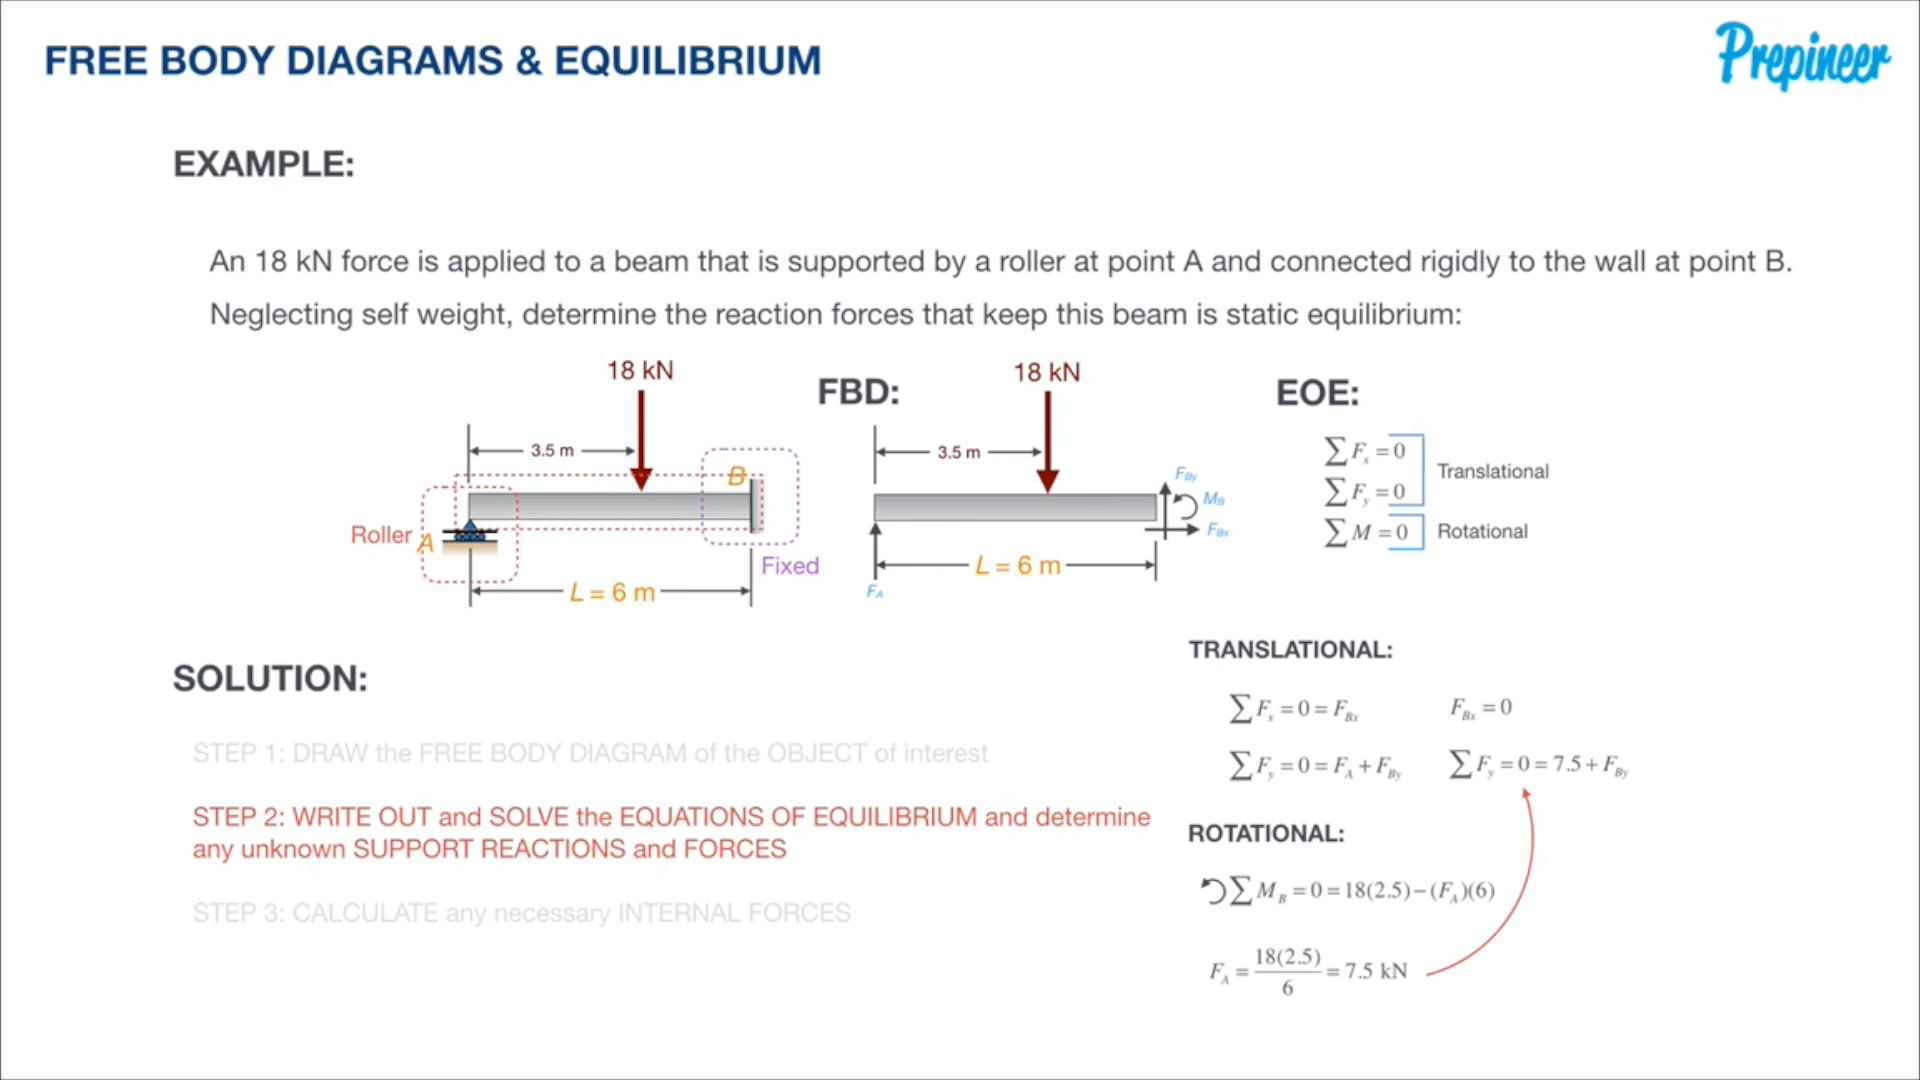 FREE BODY DIAGRAMS & EQUILIBRIUM
Prepineer
EXAMPLE:
An 18 kN force is applied to a beam that is supported by a roller at point A and connected rigidly to the wall at point B.
Neglecting self weight, determine the reaction forces that keep this beam is static equilibrium:
18 kN
3.5 m
B
Roller
A
Fixed
L = 6 m
FBD:
18 kN
3.5 m
F_By
M_B
F_Bx
L = 6 m
F_A
EOE:
∑F_x = 0
∑F_y = 0
Translational
∑M = 0
Rotational
SOLUTION:
STEP 1: DRAW the FREE BODY DIAGRAM of the OBJECT of interest
STEP 2: WRITE OUT and SOLVE the EQUATIONS OF EQUILIBRIUM and determine
any unknown SUPPORT REACTIONS and FORCES
STEP 3: CALCULATE any necessary INTERNAL FORCES
TRANSLATIONAL:
∑F_x = 0 = F_Bx
F_Bx = 0
∑F_y = 0 = F_A + F_By
∑F_y = 0 = 7.5 + F_By
ROTATIONAL:
∑M_B = 0 = 18(2.5) − (F_A)(6)
F_A = 18(2.5)/6 = 7.5 kN